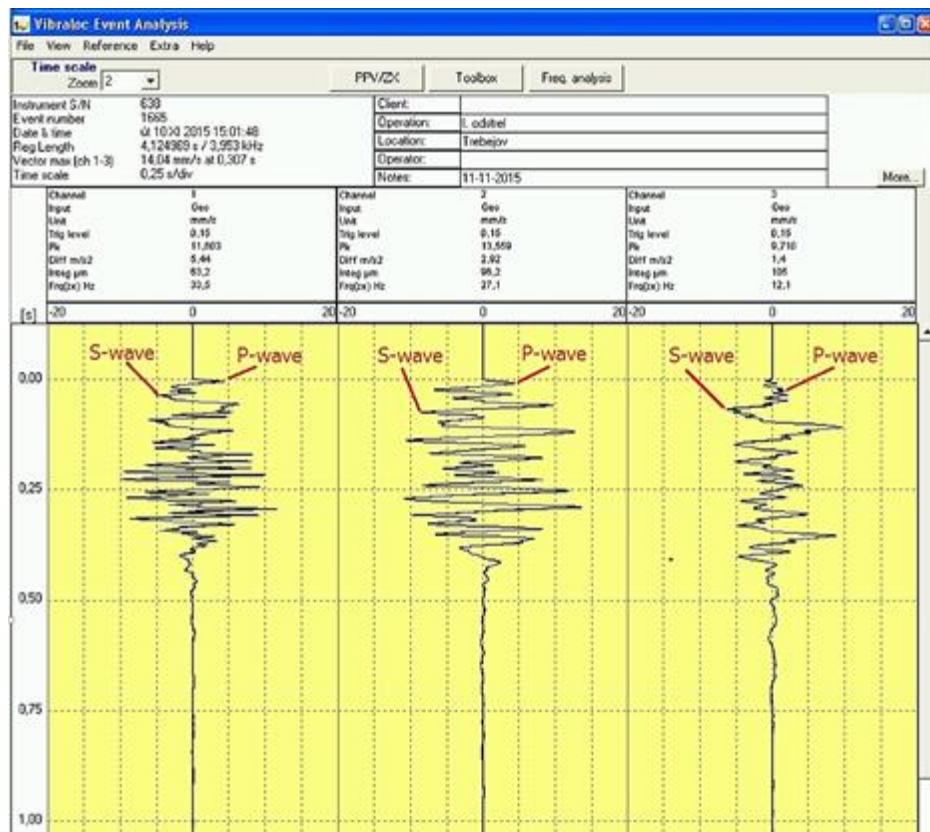 Vibraloc Event Analysis
File View Reference Extra Help
Time scale
Zoom 2
PPV/ZX Toolbox Freq. analysis
Instrument S/N 638
Event number 1665
Date & time út 10 XI 2015 15:01:48
Reg Length 4,124969 s / 3,953 kHz
Vector max (ch 1-3) 14,04 mm/s at 0,307 s
Time scale 0,25 s/div
Client:
Operation: I. odstrel
Location: Trebejov
Operator:
Notes: 11-11-2015
More...
Channel 1
Input Geo
Unit mm/s
Trig level 0,15
Pk 11,803
Diff m/s2 5,44
Integ µm 63,2
Frq(zx) Hz 33,5
Channel 2
Input Geo
Unit mm/s
Trig level 0,15
Pk 13,559
Diff m/s2 2,92
Integ µm 96,2
Frq(zx) Hz 27,1
Channel 3
Input Geo
Unit mm/s
Trig level 0,15
Pk 9,710
Diff m/s2 1,4
Integ µm 105
Frq(zx) Hz 12,1
[s] -20 0 20 -20 0 20 -20 0 20
S-wave P-wave S-wave P-wave S-wave P-wave
0,00
0,25
0,50
0,75
1,00